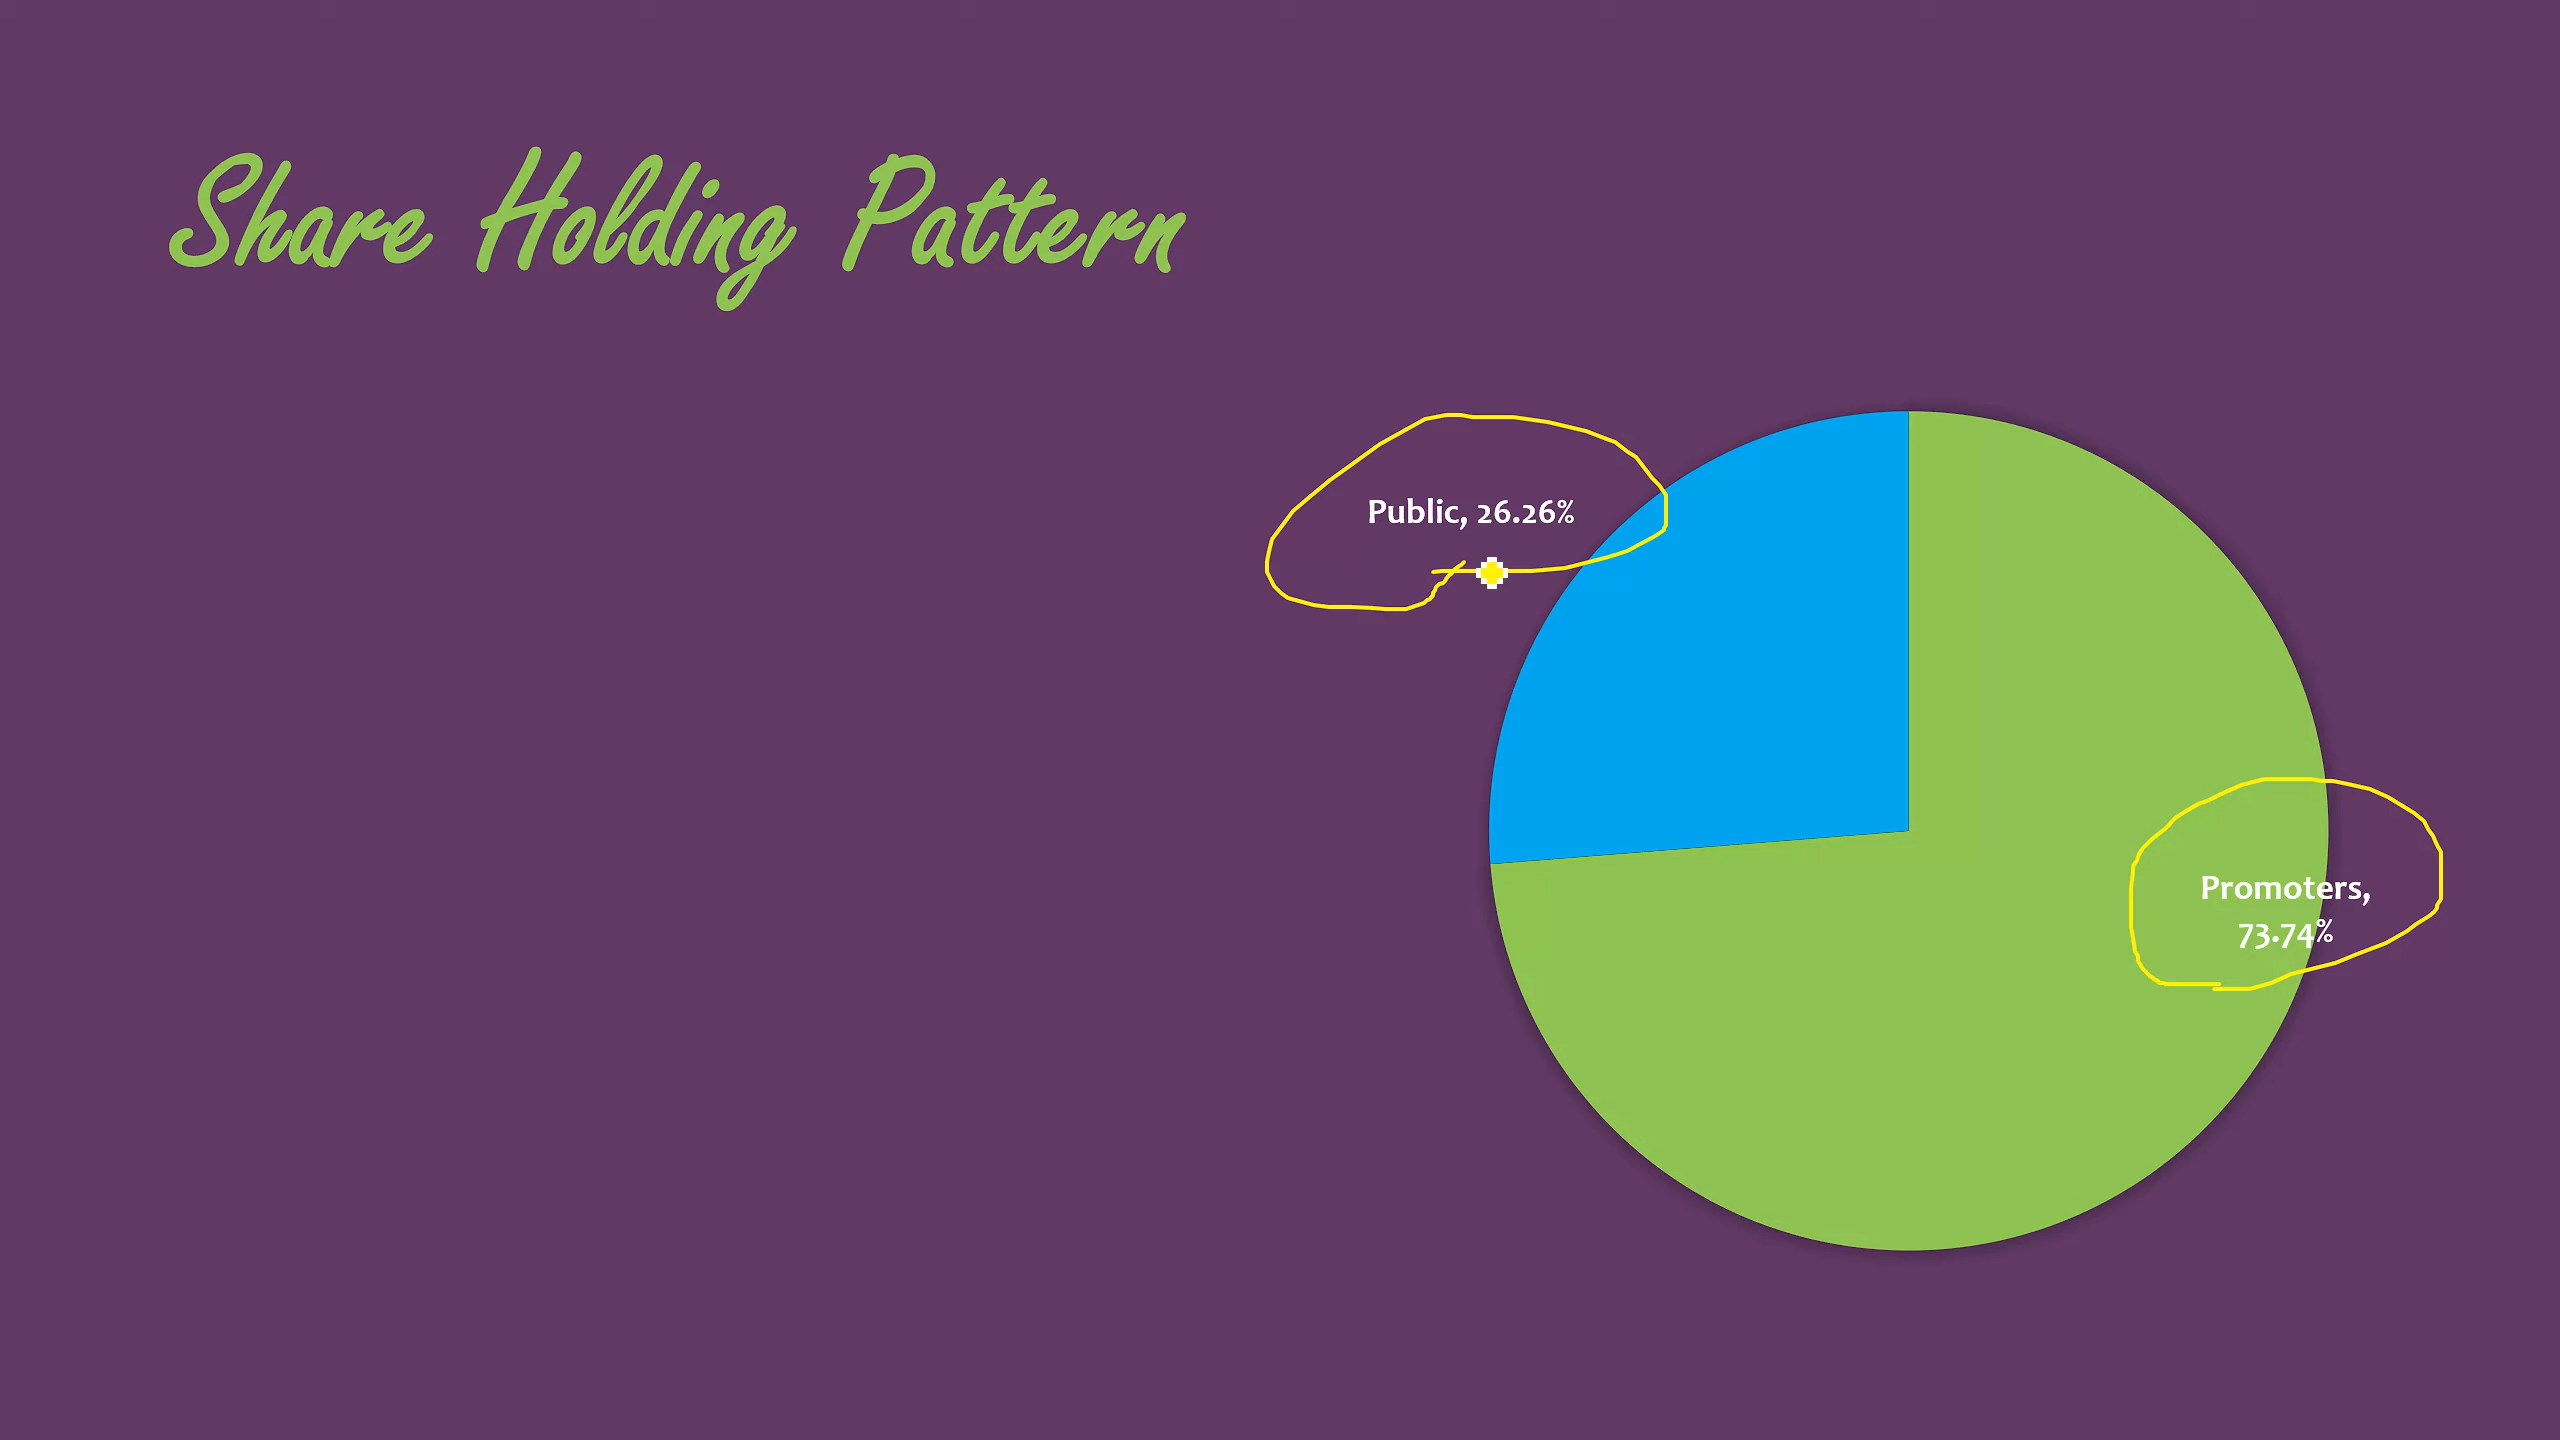 Share Holding Pattern
Public, 26.26%
Promoters,
73.74%